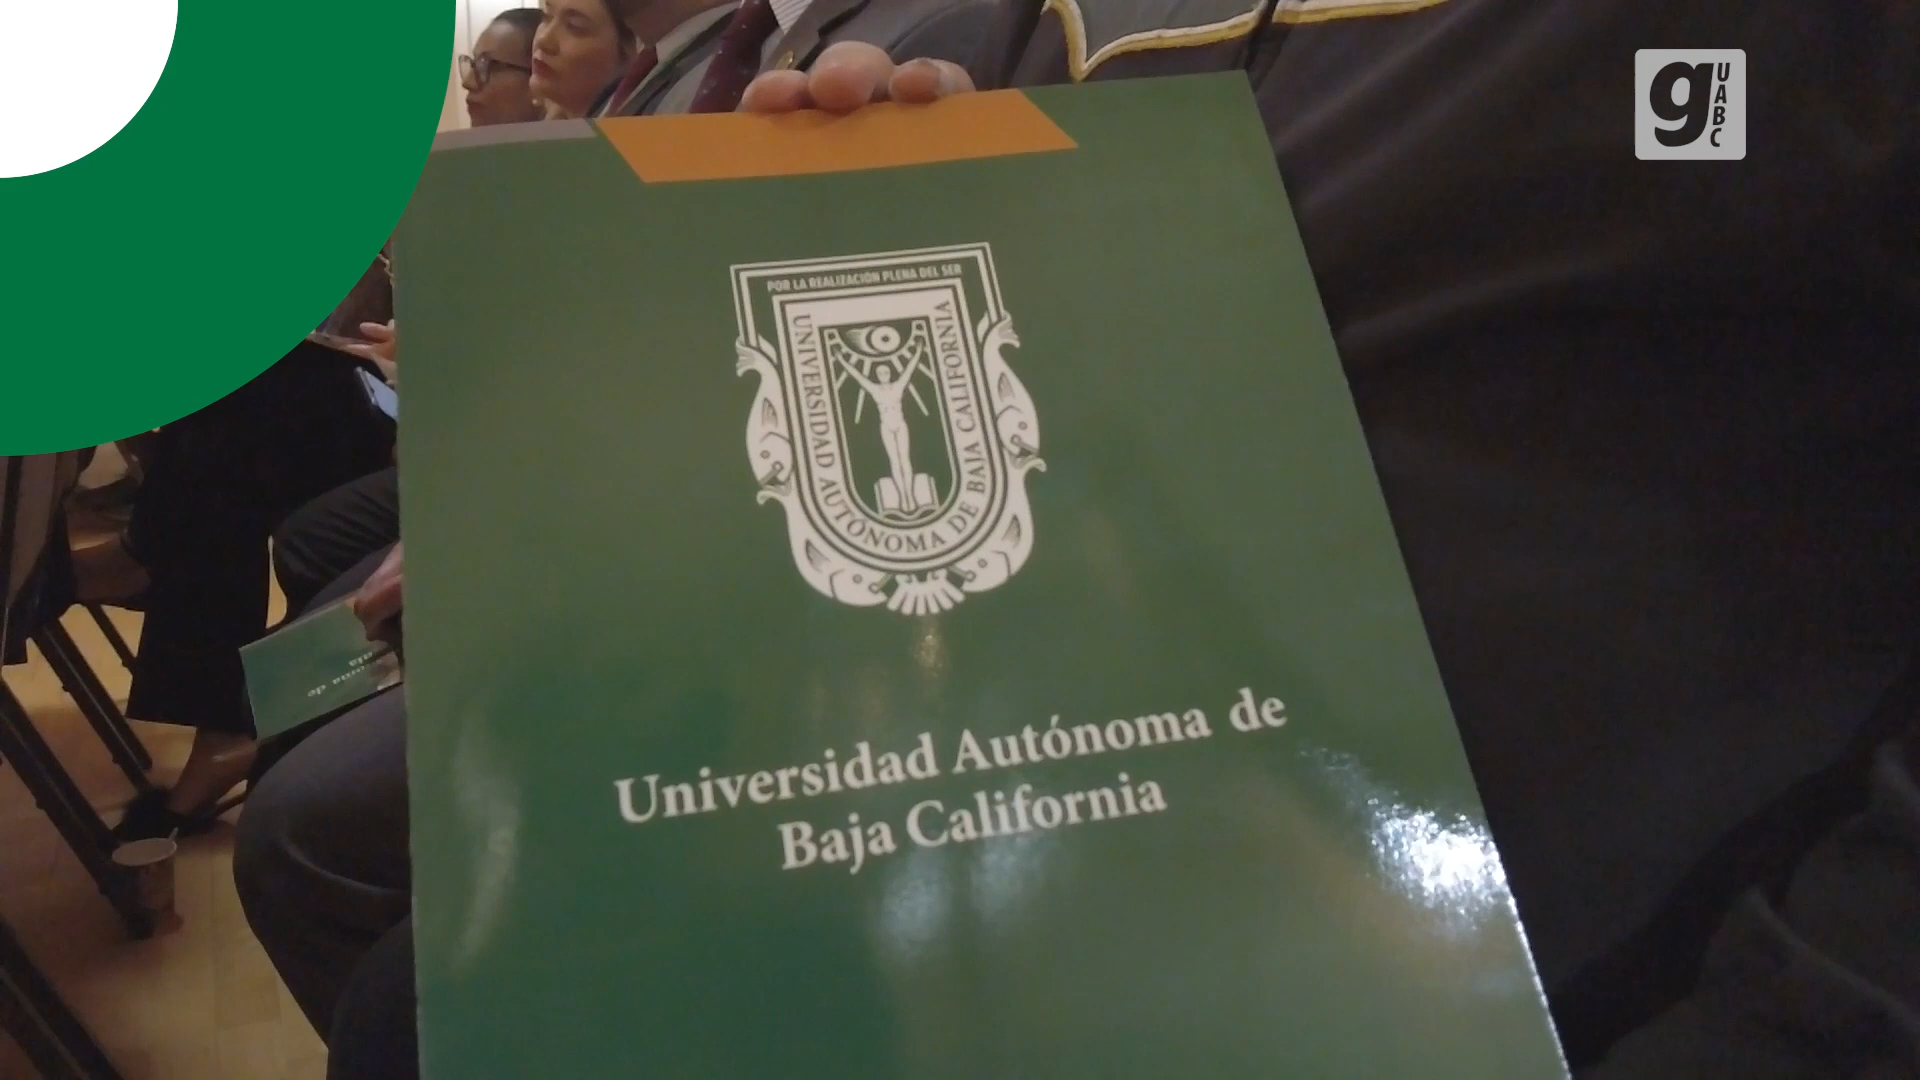 g UABC
POR LA REALIZACIÓN PLENA DEL SER
UNIVERSIDAD AUTÓNOMA DE BAJA CALIFORNIA
Universidad Autónoma de
Baja California